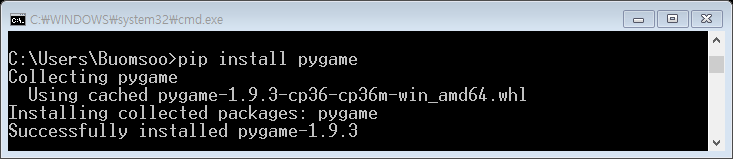 C:₩WINDOWS₩system32₩cmd.exe
C:\Users\Buomsoo>pip install pygame
Collecting pygame
  Using cached pygame-1.9.3-cp36-cp36m-win_amd64.whl
Installing collected packages: pygame
Successfully installed pygame-1.9.3